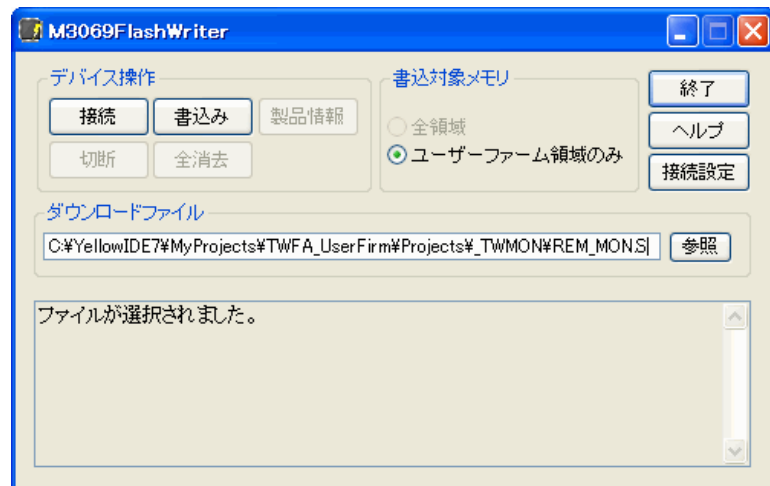 M3069FlashWriter
デバイス操作
接続 書込み 製品情報
切断 全消去
書込対象メモリ
全領域
ユーザーファーム領域のみ
終了
ヘルプ
接続設定
ダウンロードファイル
C:¥YellowIDE7¥MyProjects¥TWFA_UserFirm¥Projects¥_TWMON¥REM_MON.S 参照
ファイルが選択されました。